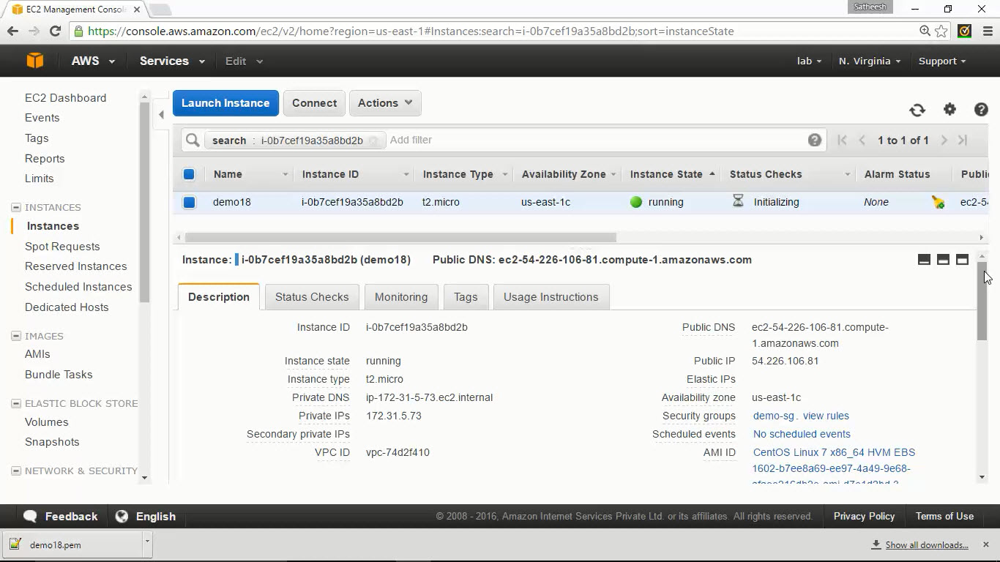 EC2 Management Conso
Satheesh
https://console.aws.amazon.com/ec2/v2/home?region=us-east-1#Instances:search=i-0b7cef19a35a8bd2b;sort=instanceState
AWS Services Edit lab N. Virginia Support
EC2 Dashboard
Events
Tags
Reports
Limits
INSTANCES
Instances
Spot Requests
Reserved Instances
Scheduled Instances
Dedicated Hosts
IMAGES
AMIs
Bundle Tasks
ELASTIC BLOCK STORE
Volumes
Snapshots
NETWORK & SECURITY
Launch Instance Connect Actions
search : i-0b7cef19a35a8bd2b Add filter 1 to 1 of 1
Name Instance ID Instance Type Availability Zone Instance State Status Checks Alarm Status Publi
demo18 i-0b7cef19a35a8bd2b t2.micro us-east-1c running Initializing None ec2-5
Instance: i-0b7cef19a35a8bd2b (demo18) Public DNS: ec2-54-226-106-81.compute-1.amazonaws.com
Description Status Checks Monitoring Tags Usage Instructions
Instance ID i-0b7cef19a35a8bd2b
Instance state running
Instance type t2.micro
Private DNS ip-172-31-5-73.ec2.internal
Private IPs 172.31.5.73
Secondary private IPs
VPC ID vpc-74d2f410
Public DNS ec2-54-226-106-81.compute-
1.amazonaws.com
Public IP 54.226.106.81
Elastic IPs
Availability zone us-east-1c
Security groups demo-sg. view rules
Scheduled events No scheduled events
AMI ID CentOS Linux 7 x86_64 HVM EBS
1602-b7ee8a69-ee97-4a49-9e68-
Feedback English © 2008 - 2016, Amazon Internet Services Private Ltd. or its affiliates. All rights reserved. Privacy Policy Terms of Use
demo18.pem Show all downloads...